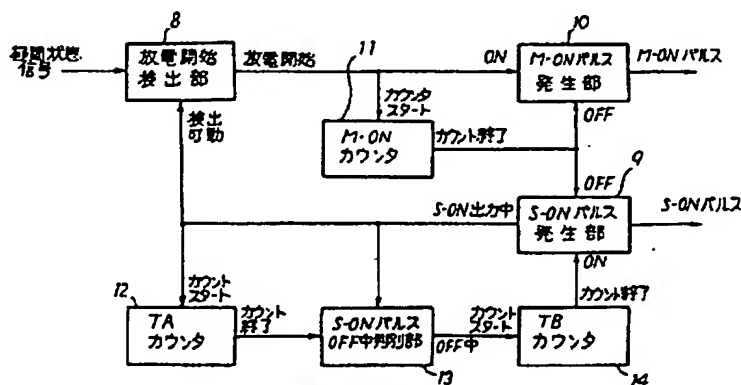 8
極間状態
信号
放電開始
検出部
放電開始
11
カウンタ
スタート
ON
10
M-ONパルス
発生部
M-ONパルス
検出
可動
M-ON
カウンタ
カウント終了
OFF
OFF
9
S-ON出力中
S-ONパルス
発生部
S-ONパルス
ON
12
カウント
スタート
TA
カウンタ
カウント
終了
S-ONパルス
OFF中判別部
13
カウント
スタート
OFF中
TB
カウンタ
カウント終了
14